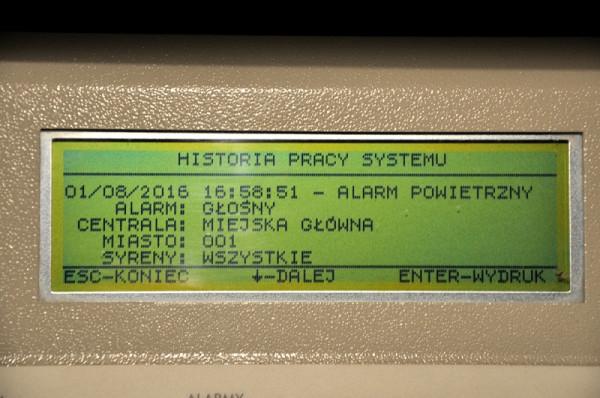 HISTORIA PRACY SYSTEMU
01/08/2016 16:58:51 - ALARM POWIETRZNY
ALARM: GŁOŚNY
CENTRALA: MIEJSKA GŁÓWNA
MIASTO: 001
SYRENY: WSZYSTKIE
ESC-KONIEC ↓-DALEJ ENTER-WYDRUK
ALARMY